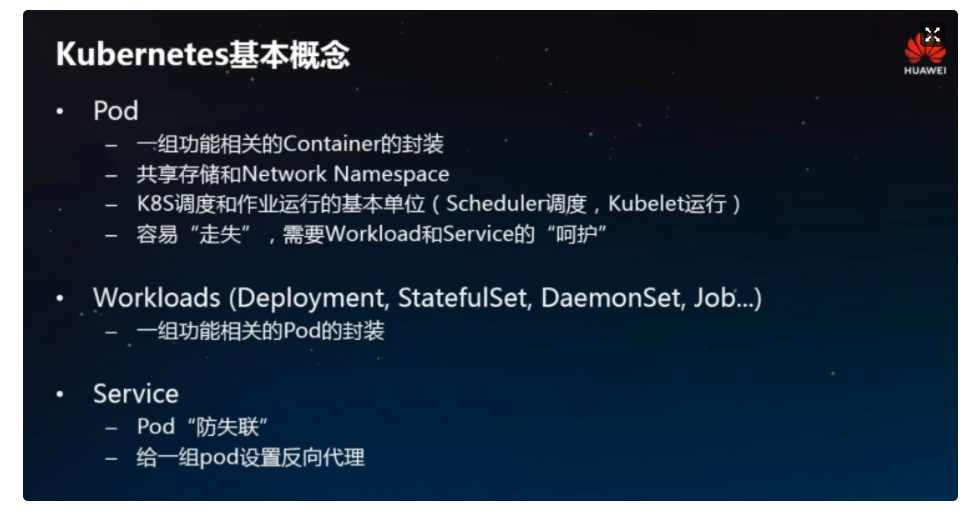 Kubernetes基本概念
HUAWEI
• Pod
– 一组功能相关的Container的封装
– 共享存储和Network Namespace
– K8S调度和作业运行的基本单位（Scheduler调度，Kubelet运行）
– 容易“走失”，需要Workload和Service的“呵护”
• Workloads (Deployment, StatefulSet, DaemonSet, Job...)
– 一组功能相关的Pod的封装
• Service
– Pod“防失联”
– 给一组pod设置反向代理